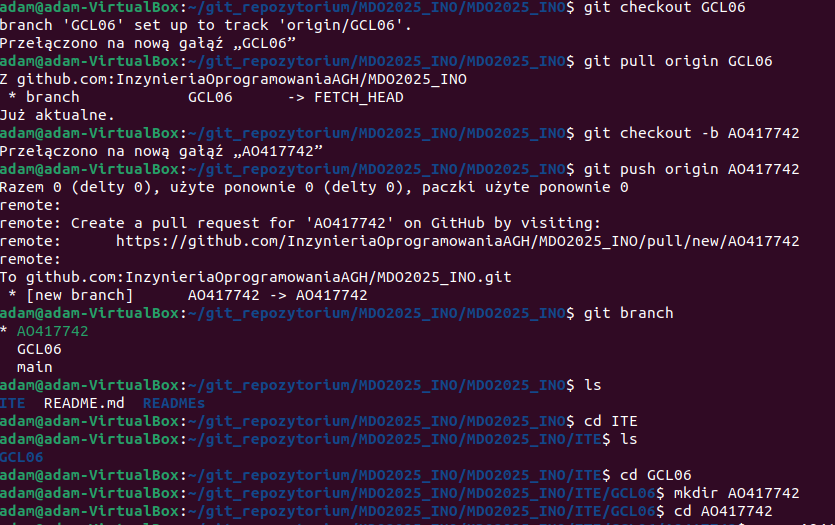 adam@adam-VirtualBox:~/git_repozytorium/MDO2025_INO/MDO2025_INO$ git checkout GCL06
branch 'GCL06' set up to track 'origin/GCL06'.
Przełączono na nową gałąź „GCL06”
adam@adam-VirtualBox:~/git_repozytorium/MDO2025_INO/MDO2025_INO$ git pull origin GCL06
Z github.com:InzynieriaOprogramowaniaAGH/MDO2025_INO
 * branch            GCL06      -> FETCH_HEAD
Już aktualne.
adam@adam-VirtualBox:~/git_repozytorium/MDO2025_INO/MDO2025_INO$ git checkout -b AO417742
Przełączono na nową gałąź „AO417742”
adam@adam-VirtualBox:~/git_repozytorium/MDO2025_INO/MDO2025_INO$ git push origin AO417742
Razem 0 (delty 0), użyte ponownie 0 (delty 0), paczki użyte ponownie 0
remote:
remote: Create a pull request for 'AO417742' on GitHub by visiting:
remote:      https://github.com/InzynieriaOprogramowaniaAGH/MDO2025_INO/pull/new/AO417742
remote:
To github.com:InzynieriaOprogramowaniaAGH/MDO2025_INO.git
 * [new branch]      AO417742 -> AO417742
adam@adam-VirtualBox:~/git_repozytorium/MDO2025_INO/MDO2025_INO$ git branch
* AO417742
  GCL06
  main
adam@adam-VirtualBox:~/git_repozytorium/MDO2025_INO/MDO2025_INO$ ls
ITE  README.md  READMEs
adam@adam-VirtualBox:~/git_repozytorium/MDO2025_INO/MDO2025_INO$ cd ITE
adam@adam-VirtualBox:~/git_repozytorium/MDO2025_INO/MDO2025_INO/ITE$ ls
GCL06
adam@adam-VirtualBox:~/git_repozytorium/MDO2025_INO/MDO2025_INO/ITE$ cd GCL06
adam@adam-VirtualBox:~/git_repozytorium/MDO2025_INO/MDO2025_INO/ITE/GCL06$ mkdir AO417742
adam@adam-VirtualBox:~/git_repozytorium/MDO2025_INO/MDO2025_INO/ITE/GCL06$ cd AO417742